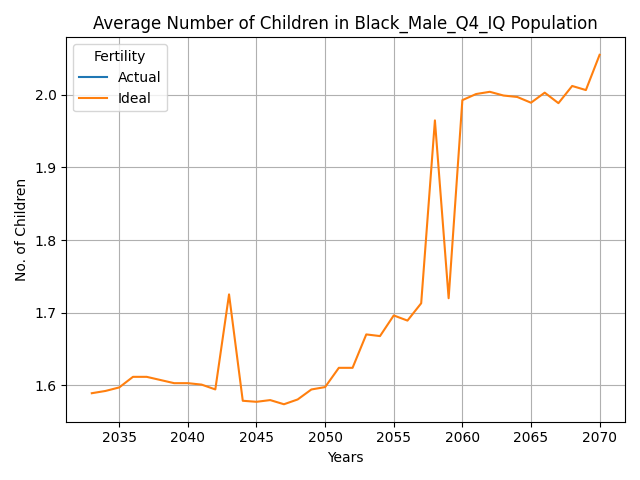 Average Number of Children in Black_Male_Q4_IQ Population
Fertility
Actual
Ideal
No. of Children
2.0
1.9
1.8
1.7
1.6
2035 2040 2045 2050 2055 2060 2065 2070
Years